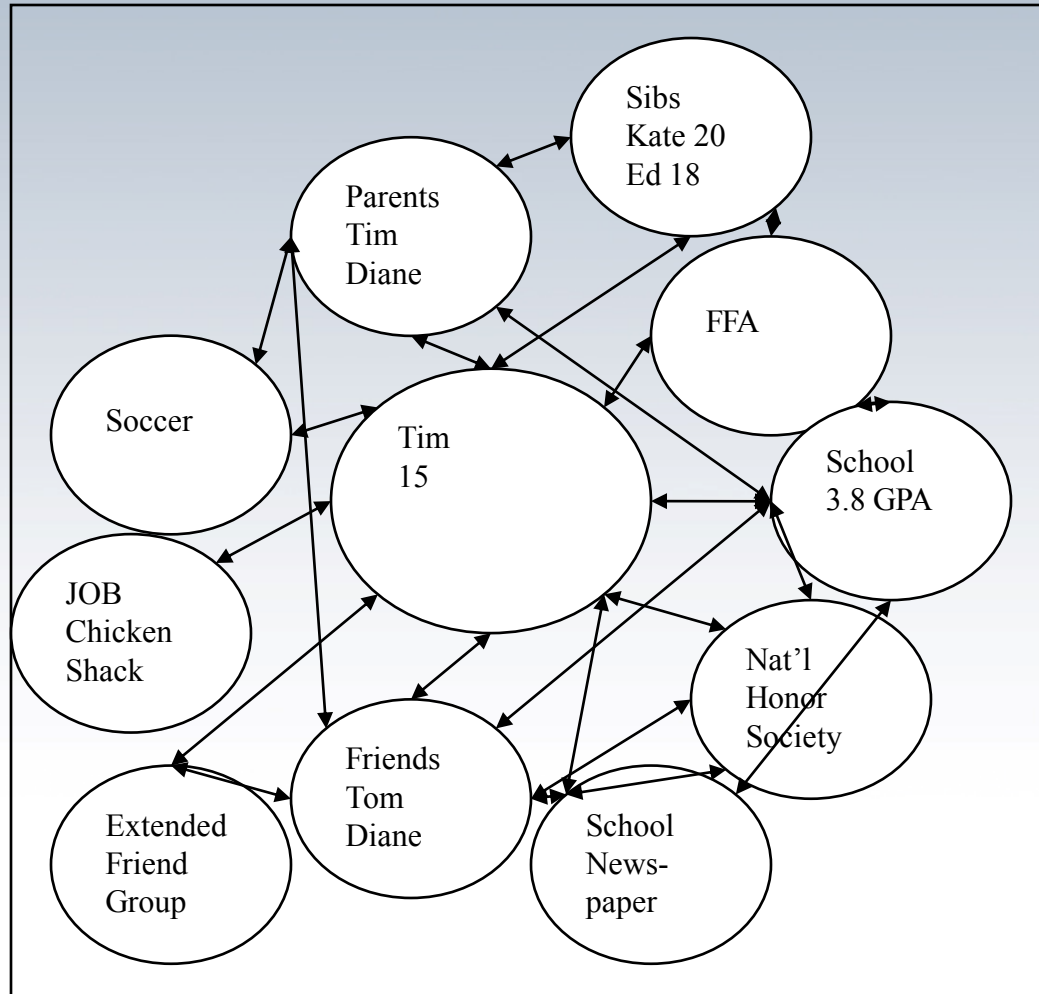 Sibs
Kate 20
Ed 18
Parents
Tim
Diane
FFA
Soccer
Tim
15
School
3.8 GPA
JOB
Chicken
Shack
Nat’l
Honor
Society
Friends
Tom
Diane
Extended
Friend
Group
School
News-
paper